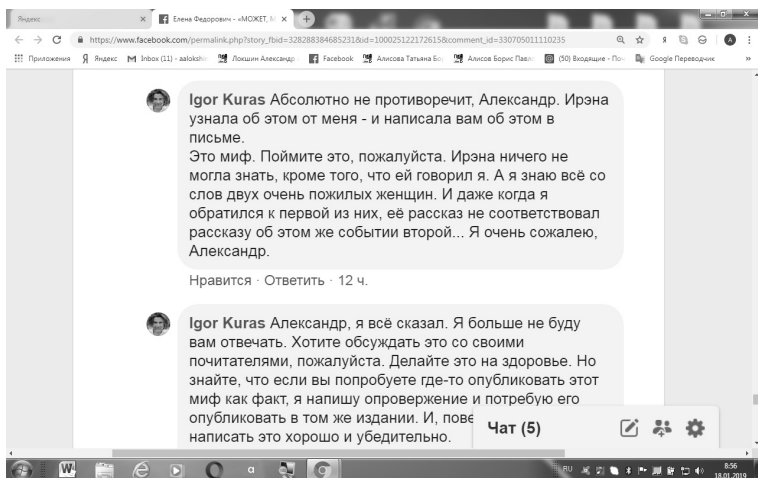 Яндекс
Елена Федорович - «МОЖЕТ, М
https://www.facebook.com/permalink.php?story_fbid=328288384685231&id=100025122172615&comment_id=330705011110235
Приложения Яндекс Inbox (11) - aaloksh Локшин Александр Facebook Алисова Татьяна Бо Алисов Борис Павл (50) Входящие - По Google Переводчик »
Igor Kuras Абсолютно не противоречит, Александр. Ирэна
узнала об этом от меня - и написала вам об этом в
письме.
Это миф. Поймите это, пожалуйста. Ирэна ничего не
могла знать, кроме того, что ей говорил я. А я знаю всё со
слов двух очень пожилых женщин. И даже когда я
обратился к первой из них, её рассказ не соответствовал
рассказу об этом же событии второй... Я очень сожалею,
Александр.
Нравится · Ответить · 12 ч.
Igor Kuras Александр, я всё сказал. Я больше не буду
вам отвечать. Хотите обсуждать это со своими
почитателями, пожалуйста. Делайте это на здоровье. Но
знайте, что если вы попробуете где-то опубликовать этот
миф как факт, я напишу опровержение и потребую его
опубликовать в том же издании. И, пове
написать это хорошо и убедительно.
Чат (5)
RU
8:56
18.01.2019